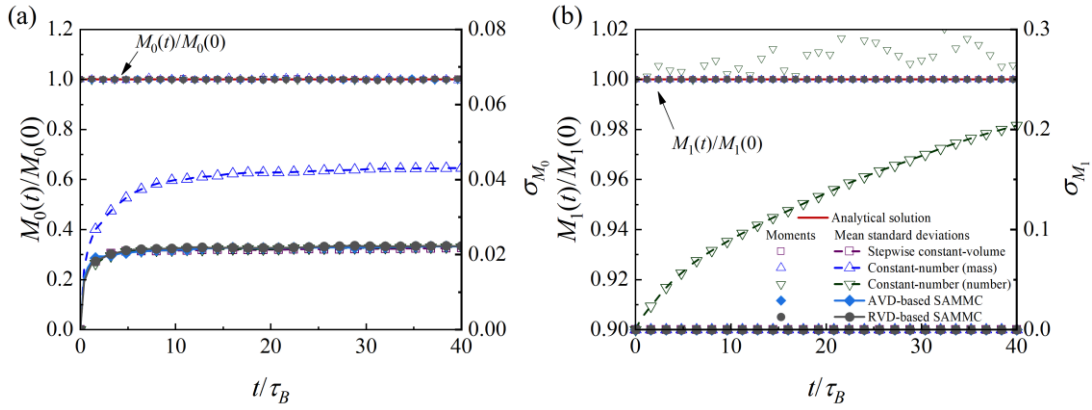 (a)
1.2
1.0
0.8
0.6
0.4
0.2
0.0
M₀(t)/M₀(0)
M₀(t)/M₀(0)
0.08
0.06
0.04
0.02
0.00
σ_M₀
0 10 20 30 40
t/τ_B
(b)
1.02
1.00
0.98
0.96
0.94
0.92
0.90
M₁(t)/M₁(0)
M₁(t)/M₁(0)
0.3
0.2
0.1
0.0
σ_M₁
Analytical solution
Moments Mean standard deviations
Stepwise constant-volume
Constant-number (mass)
Constant-number (number)
AVD-based SAMMC
RVD-based SAMMC
0 10 20 30 40
t/τ_B